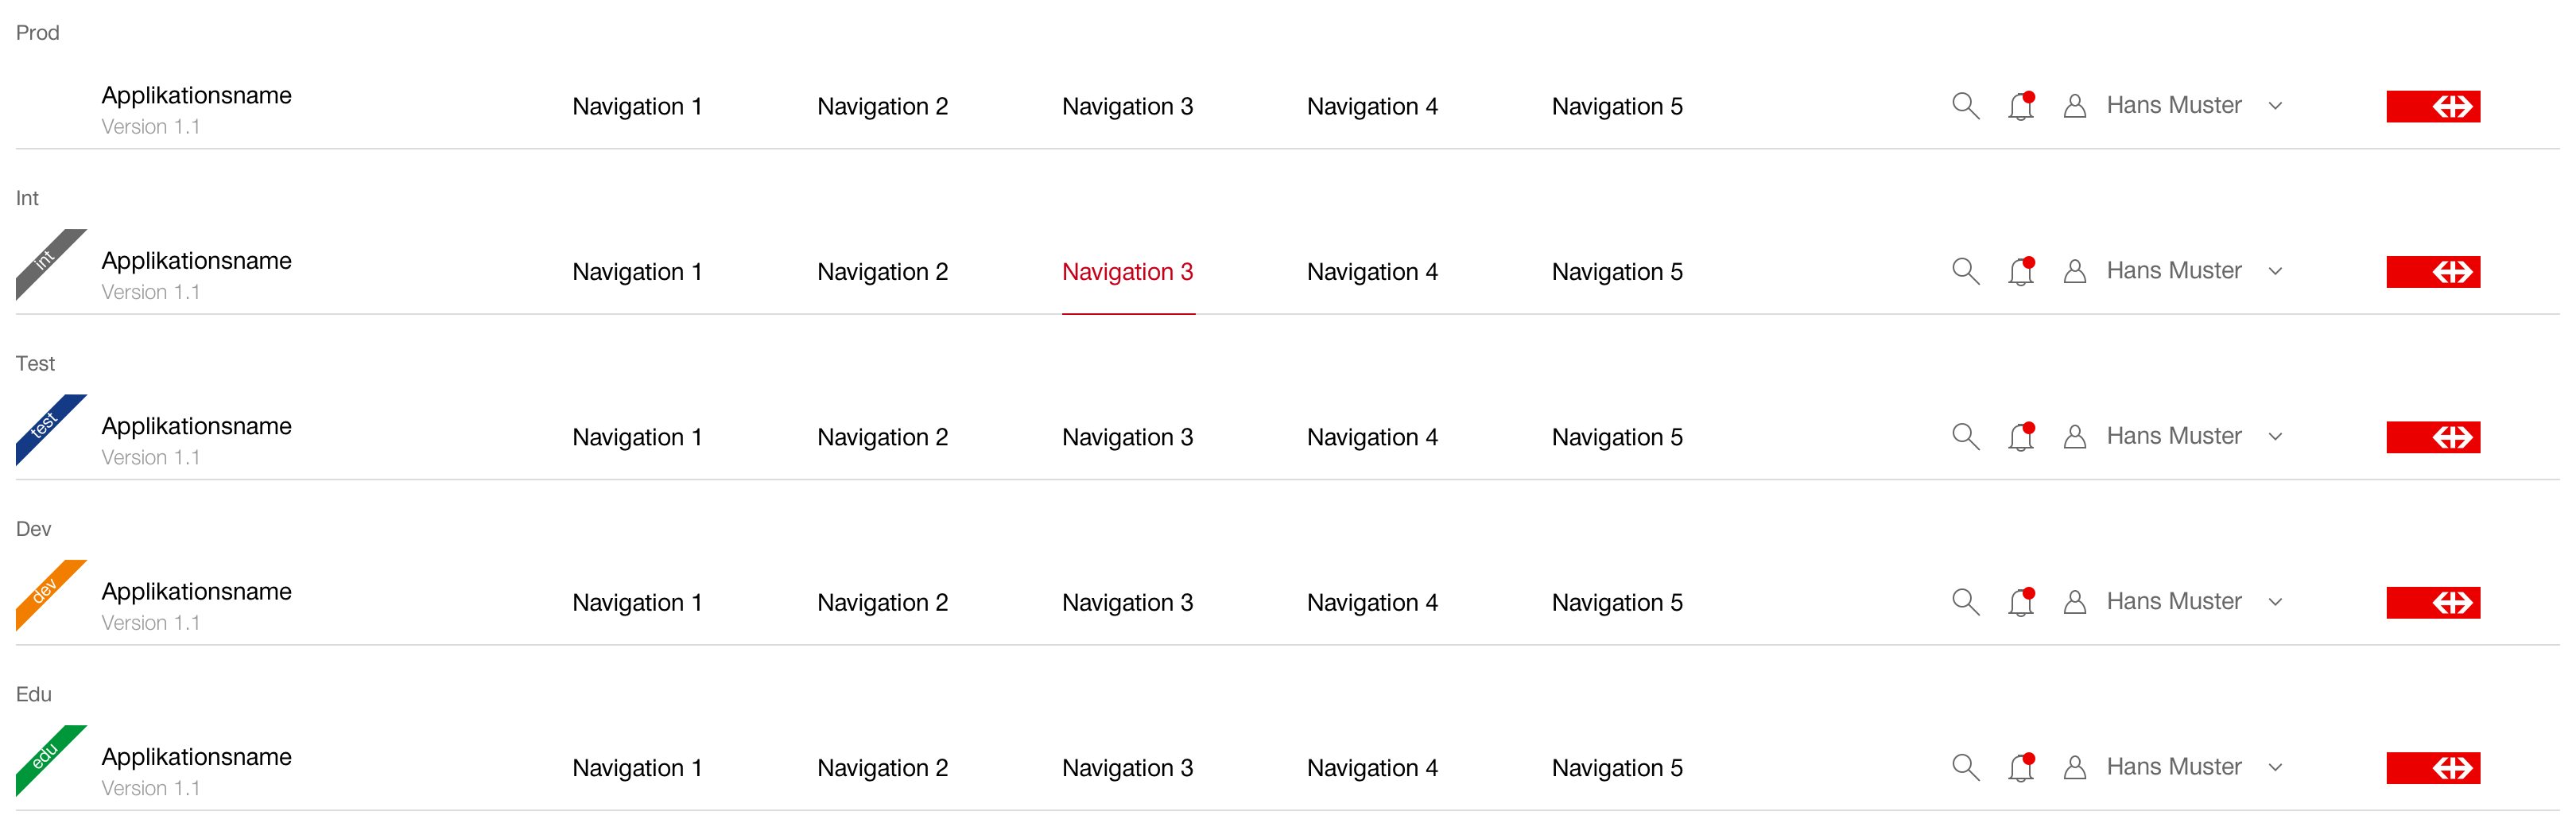 Prod
Applikationsname Navigation 1 Navigation 2 Navigation 3 Navigation 4 Navigation 5 Hans Muster
Version 1.1
Int
int
Applikationsname Navigation 1 Navigation 2 Navigation 3 Navigation 4 Navigation 5 Hans Muster
Version 1.1
Test
test
Applikationsname Navigation 1 Navigation 2 Navigation 3 Navigation 4 Navigation 5 Hans Muster
Version 1.1
Dev
dev
Applikationsname Navigation 1 Navigation 2 Navigation 3 Navigation 4 Navigation 5 Hans Muster
Version 1.1
Edu
edu
Applikationsname Navigation 1 Navigation 2 Navigation 3 Navigation 4 Navigation 5 Hans Muster
Version 1.1